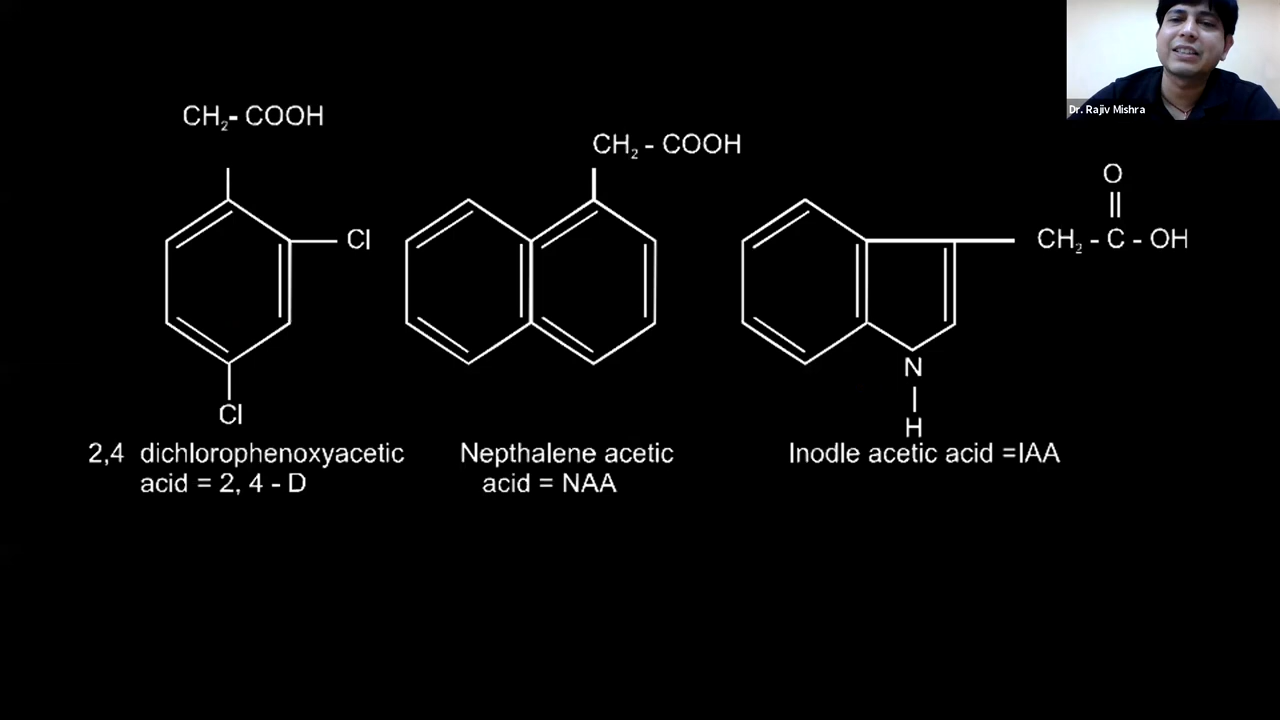 Dr. Rajiv Mishra
CH2- COOH
CH2 - COOH
O
Cl
CH2 - C - OH
N
Cl
H
2,4 dichlorophenoxyacetic
acid = 2, 4 - D
Nepthalene acetic
acid = NAA
Inodle acetic acid =IAA